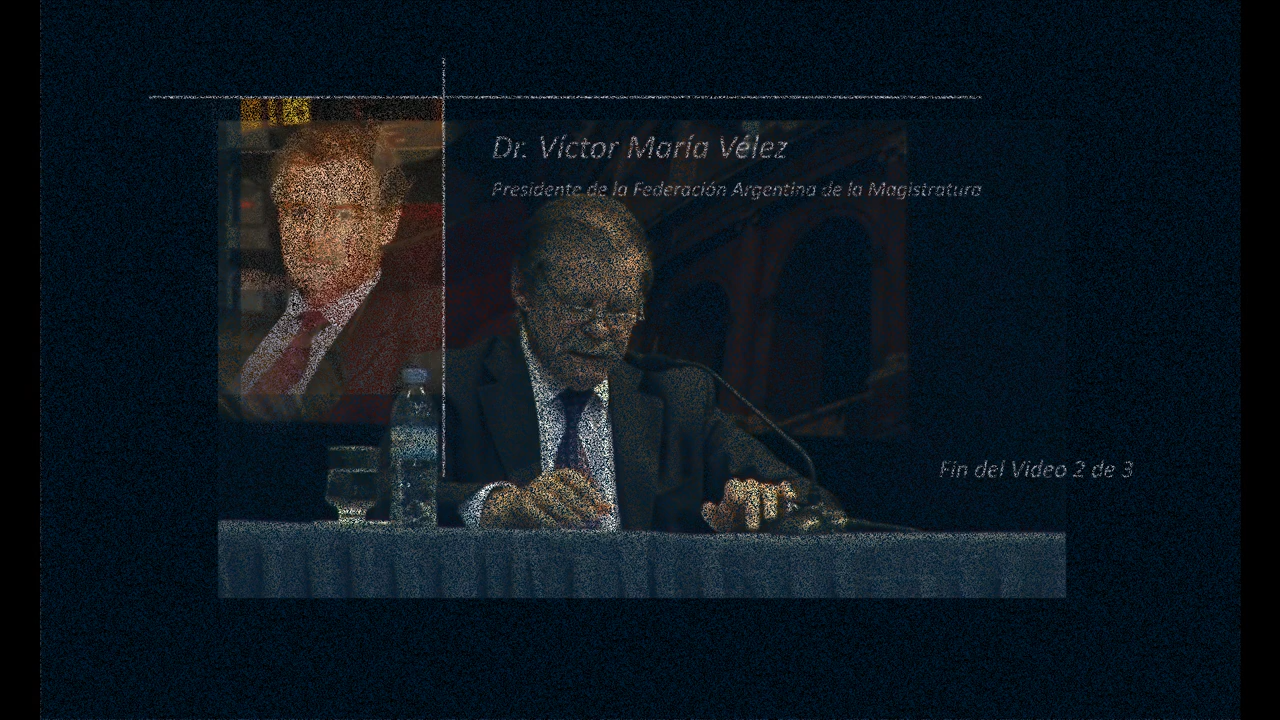 Dr. Víctor María Vélez
Presidente de la Federación Argentina de la Magistratura
Fin del Video 2 de 3